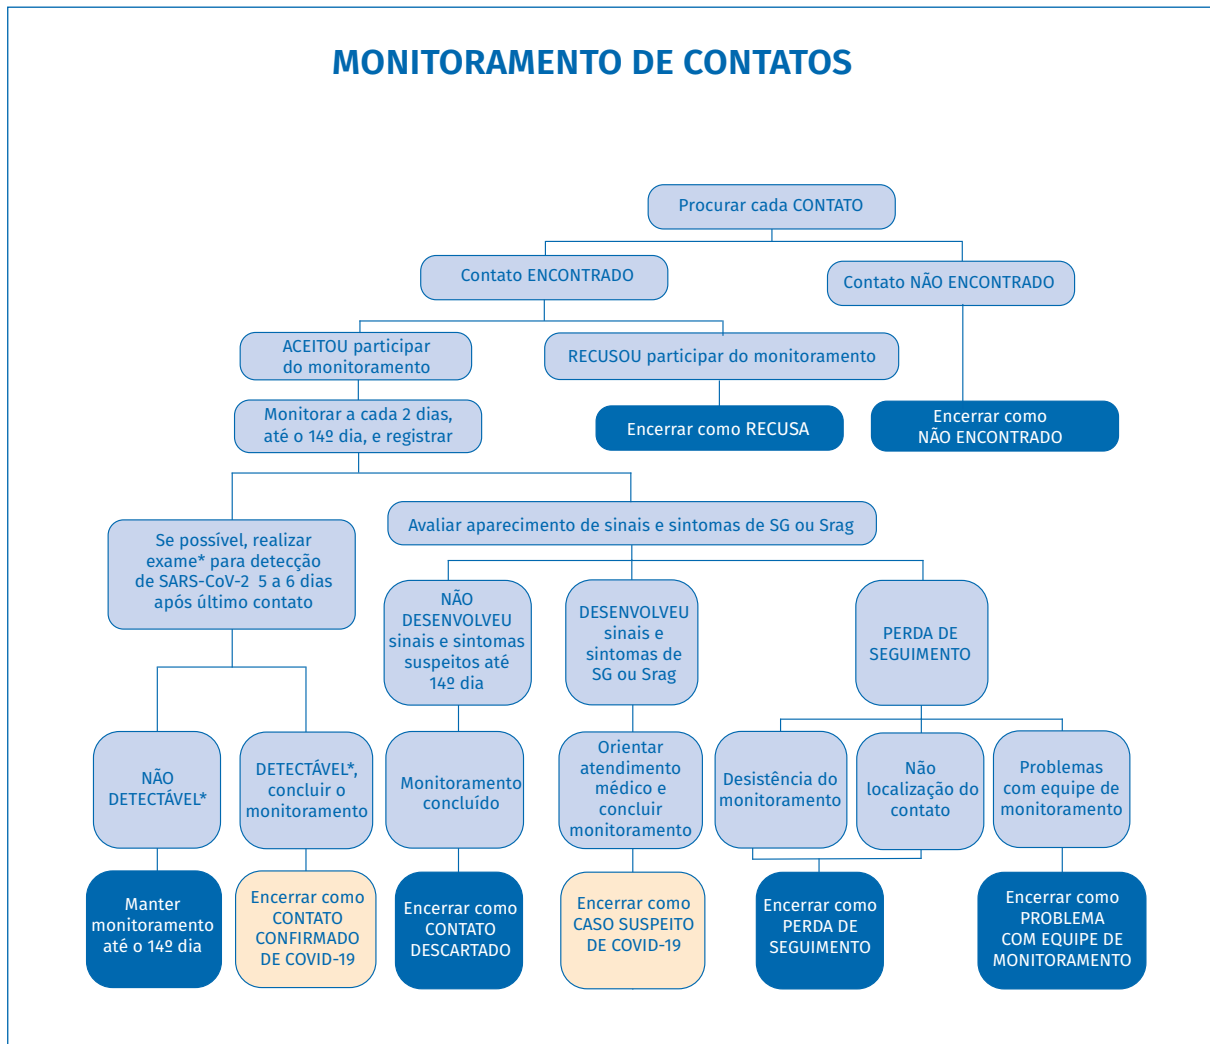 MONITORAMENTO DE CONTATOS
Procurar cada CONTATO
Contato ENCONTRADO
Contato NÃO ENCONTRADO
ACEITOU participar
do monitoramento
RECUSOU participar do monitoramento
Monitorar a cada 2 dias,
até o 14º dia, e registrar
Encerrar como RECUSA
Encerrar como
NÃO ENCONTRADO
Se possível, realizar
exame* para detecção
de SARS-CoV-2 5 a 6 dias
após último contato
Avaliar aparecimento de sinais e sintomas de SG ou Srag
NÃO
DESENVOLVEU
sinais e sintomas
suspeitos até
14º dia
DESENVOLVEU
sinais e
sintomas de
SG ou Srag
PERDA DE
SEGUIMENTO
NÃO
DETECTÁVEL*
DETECTÁVEL*,
concluir o
monitoramento
Monitoramento
concluído
Orientar
atendimento
médico e
concluir
monitoramento
Desistência do
monitoramento
Não
localização do
contato
Problemas
com equipe de
monitoramento
Manter
monitoramento
até o 14º dia
Encerrar como
CONTATO
CONFIRMADO
DE COVID-19
Encerrar como
CONTATO
DESCARTADO
Encerrar como
CASO SUSPEITO
DE COVID-19
Encerrar como
PERDA DE
SEGUIMENTO
Encerrar como
PROBLEMA
COM EQUIPE DE
MONITORAMENTO